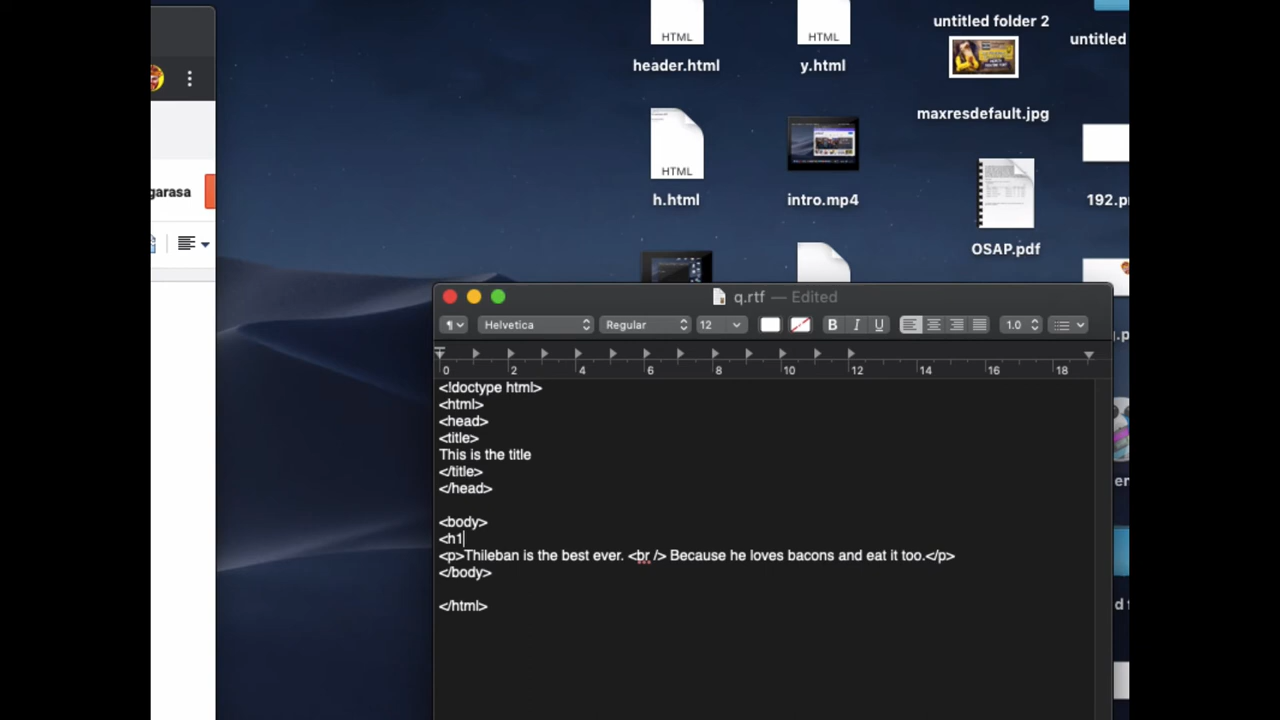 untitled folder 2
untitled
HTML
HTML
header.html
y.html
maxresdefault.jpg
HTML
garasa
h.html
intro.mp4
OSAP.pdf
q.rtf — Edited
¶
Helvetica
Regular
12
B
I
U
1.0
0 2 4 6 8 10 12 14 16 18
<!doctype html>
<html>
<head>
<title>
This is the title
</title>
</head>
<body>
<h1
<p>Thileban is the best ever. <br /> Because he loves bacons and eat it too.</p>
</body>
</html>